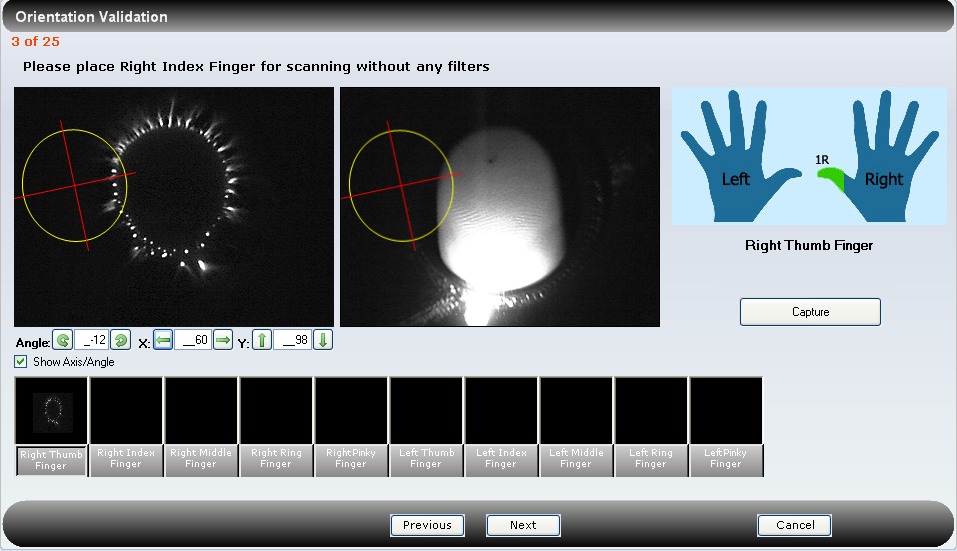 Orientation Validation
3 of 25
Please place Right Index Finger for scanning without any filters
Left
1R
Right
Right Thumb Finger
Capture
Angle: _-12 X: __60 Y: __98
Show Axis/Angle
Right Thumb
Finger
Right Index
Finger
Right Middle
Finger
Right Ring
Finger
RightPinky
Finger
Left Thumb
Finger
Left Index
Finger
Left Middle
Finger
Left Ring
Finger
LeftPinky
Finger
Previous
Next
Cancel